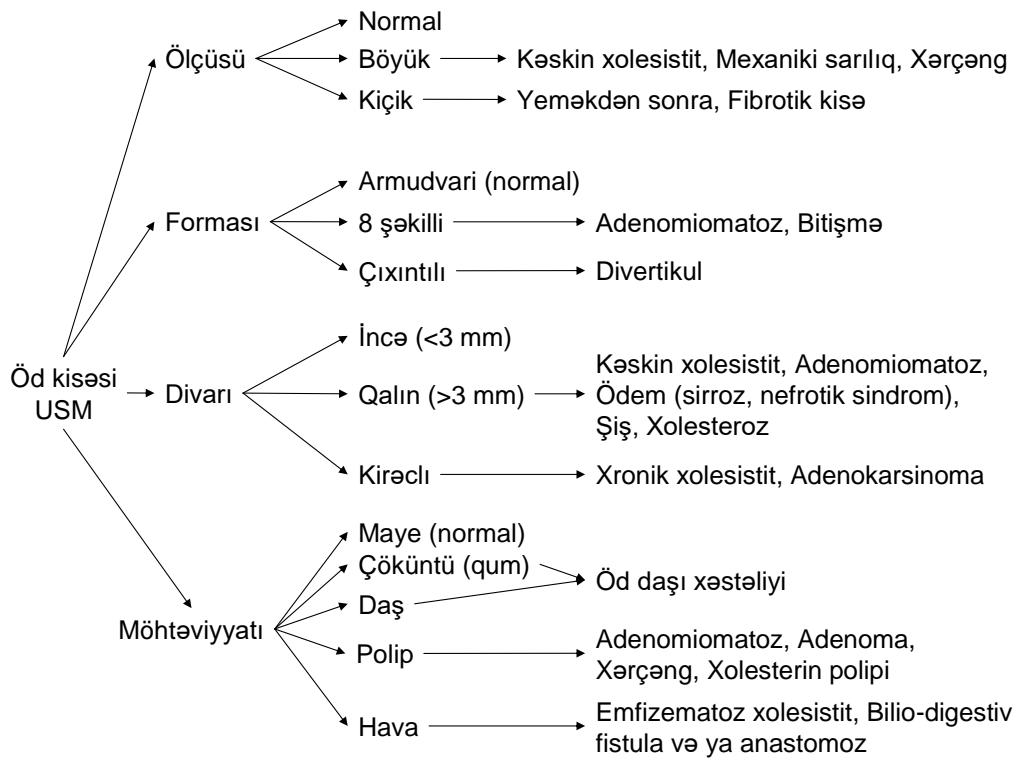 Öd kisəsi
USM
Ölçüsü
Normal
Böyük
Kəskin xolesistit, Mexaniki sarılıq, Xərçəng
Kiçik
Yeməkdən sonra, Fibrotik kisə
Forması
Armudvari (normal)
8 şəkilli
Adenomiomatoz, Bitişmə
Çıxıntılı
Divertikul
Divarı
İncə (<3 mm)
Qalın (>3 mm)
Kəskin xolesistit, Adenomiomatoz,
Ödem (sirroz, nefrotik sindrom),
Şiş, Xolesteroz
Kirəclı
Xronik xolesistit, Adenokarsinoma
Möhtəviyyatı
Maye (normal)
Çöküntü (qum)
Daş
Öd daşı xəstəliyi
Polip
Adenomiomatoz, Adenoma,
Xərçəng, Xolesterin polipi
Hava
Emfizematoz xolesistit, Bilio-digestiv
fistula və ya anastomoz